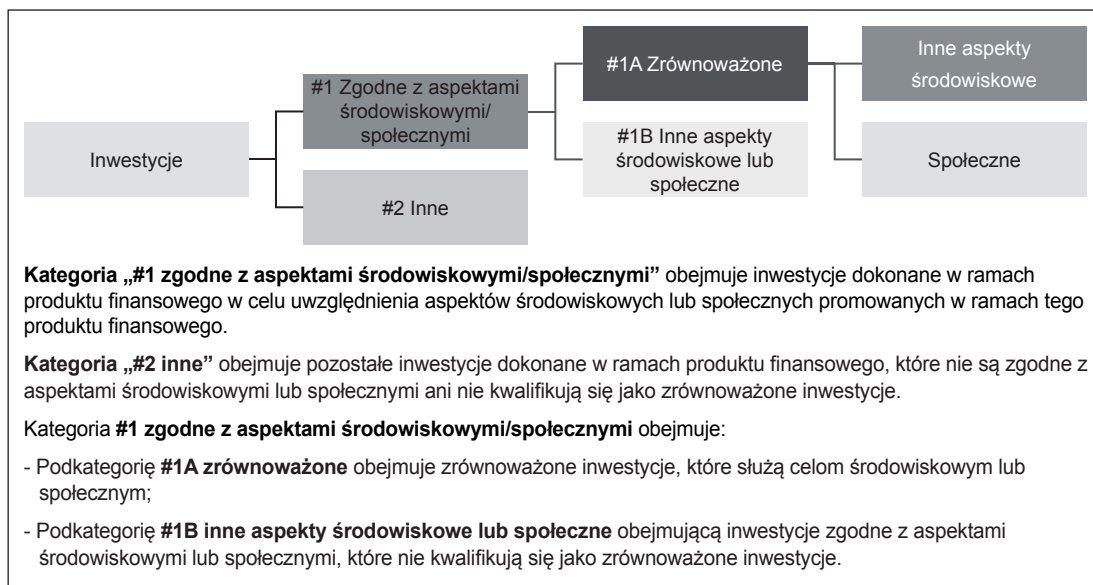 Inwestycje
#1 Zgodne z aspektami
środowiskowymi/
społecznymi
#2 Inne
#1A Zrównoważone
#1B Inne aspekty
środowiskowe lub
społeczne
Inne aspekty
środowiskowe
Społeczne
Kategoria „#1 zgodne z aspektami środowiskowymi/społecznymi” obejmuje inwestycje dokonane w ramach
produktu finansowego w celu uwzględnienia aspektów środowiskowych lub społecznych promowanych w ramach tego
produktu finansowego.
Kategoria „#2 inne” obejmuje pozostałe inwestycje dokonane w ramach produktu finansowego, które nie są zgodne z
aspektami środowiskowymi lub społecznymi ani nie kwalifikują się jako zrównoważone inwestycje.
Kategoria #1 zgodne z aspektami środowiskowymi/społecznymi obejmuje:
- Podkategorię #1A zrównoważone obejmuje zrównoważone inwestycje, które służą celom środowiskowym lub
społecznym;
- Podkategorię #1B inne aspekty środowiskowe lub społeczne obejmującą inwestycje zgodne z aspektami
środowiskowymi lub społecznymi, które nie kwalifikują się jako zrównoważone inwestycje.